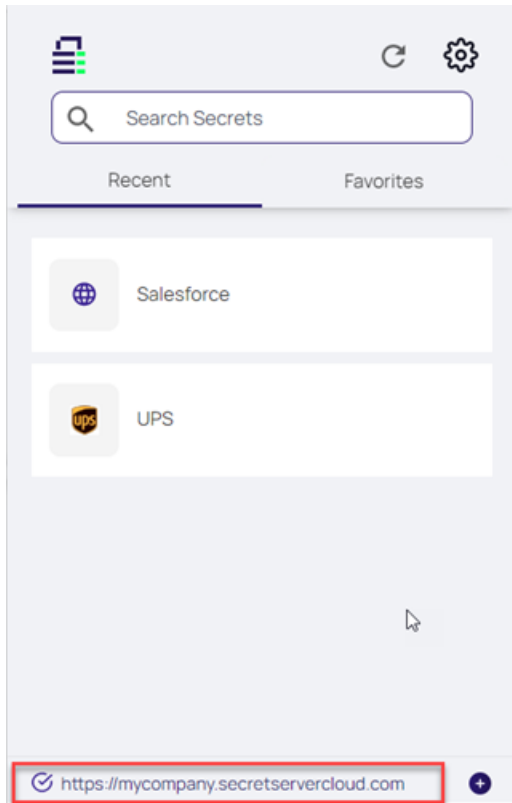 Search Secrets
Recent Favorites
Salesforce
ups UPS
https://mycompany.secretservercloud.com